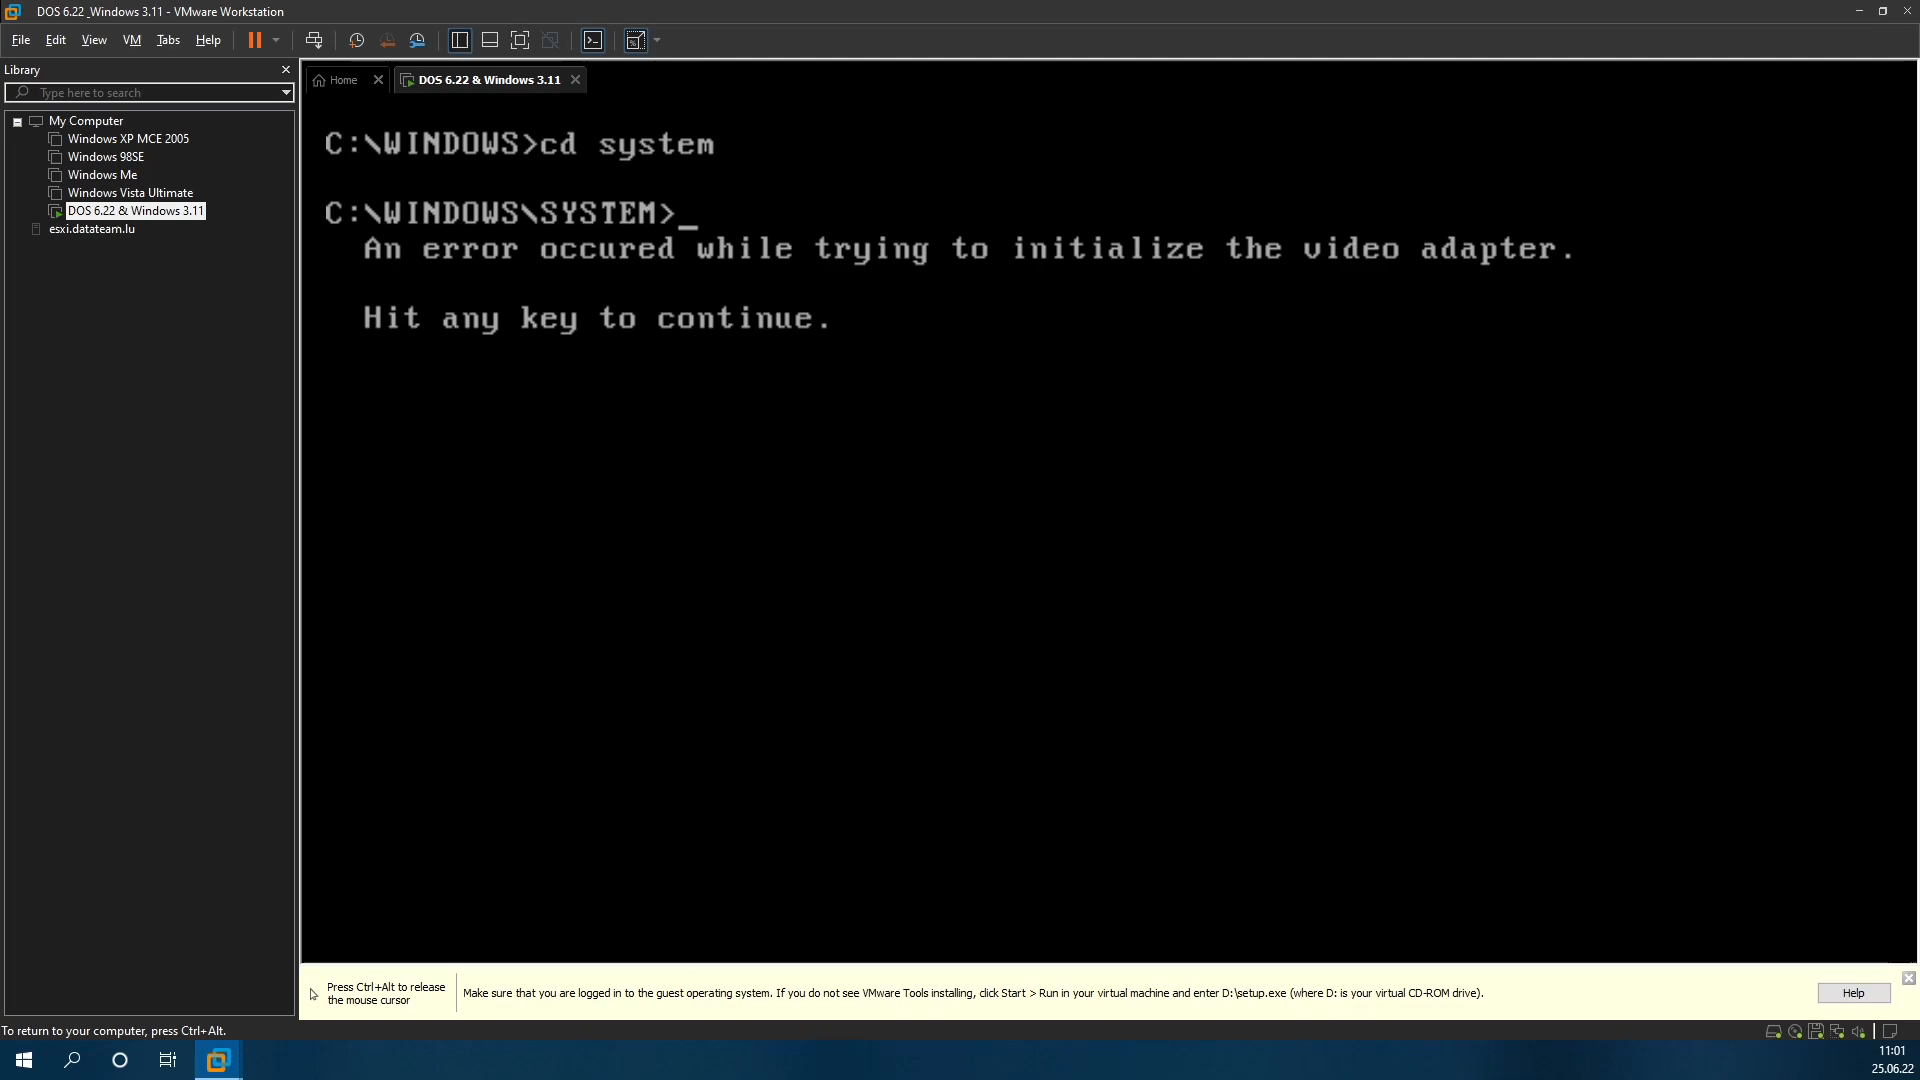 DOS 6.22_Windows 3.11 - VMware Workstation
File Edit View VM Tabs Help
Library
Type here to search
My Computer
Windows XP MCE 2005
Windows 98SE
Windows Me
Windows Vista Ultimate
DOS 6.22 & Windows 3.11
esxi.datateam.lu
Home
DOS 6.22 & Windows 3.11
C:\WINDOWS>cd system
C:\WINDOWS\SYSTEM>_
An error occured while trying to initialize the video adapter.
Hit any key to continue.
Press Ctrl+Alt to release
the mouse cursor
Make sure that you are logged in to the guest operating system. If you do not see VMware Tools installing, click Start > Run in your virtual machine and enter D:\setup.exe (where D: is your virtual CD-ROM drive).
Help
To return to your computer, press Ctrl+Alt.
11:01
25.06.22